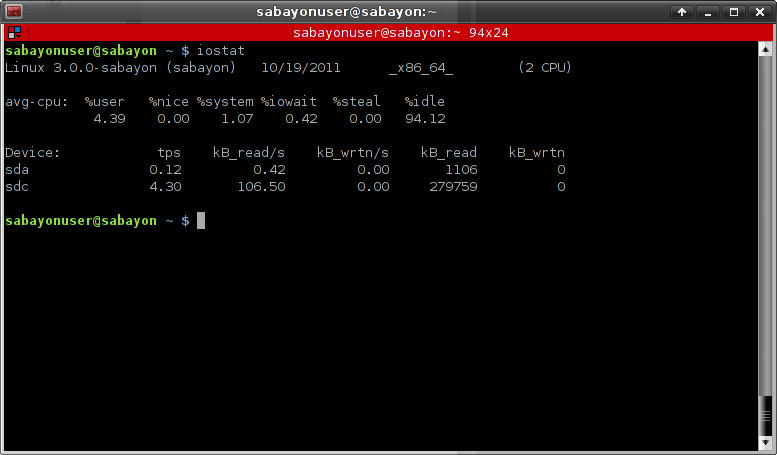 sabayonuser@sabayon:~
sabayonuser@sabayon:~ 94x24
sabayonuser@sabayon ~ $ iostat
Linux 3.0.0-sabayon (sabayon)   10/19/2011      _x86_64_        (2 CPU)
avg-cpu:  %user   %nice %system %iowait  %steal   %idle
           4.39    0.00    1.07    0.42    0.00   94.12
Device:            tps    kB_read/s    kB_wrtn/s    kB_read    kB_wrtn
sda               0.12         0.42         0.00       1106          0
sdc               4.30       106.50         0.00     279759          0
sabayonuser@sabayon ~ $